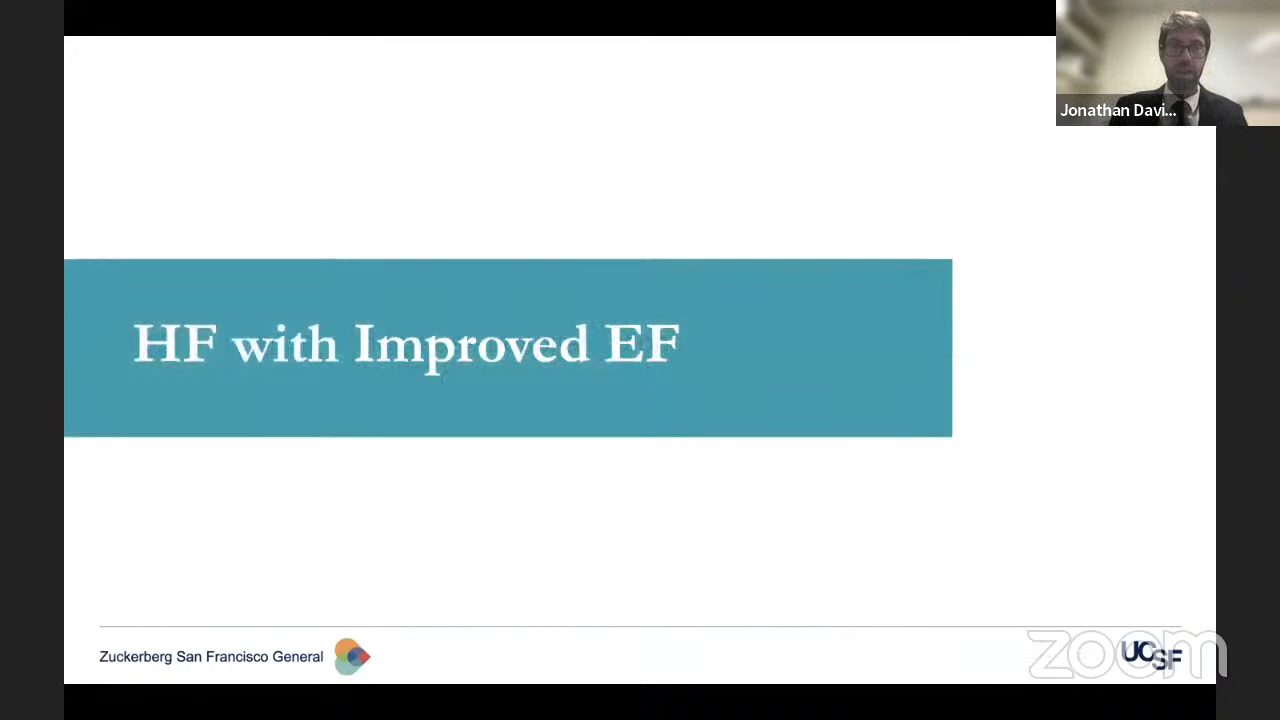 Jonathan Davi...
HF with Improved EF
Zuckerberg San Francisco General
UCSF
zoom